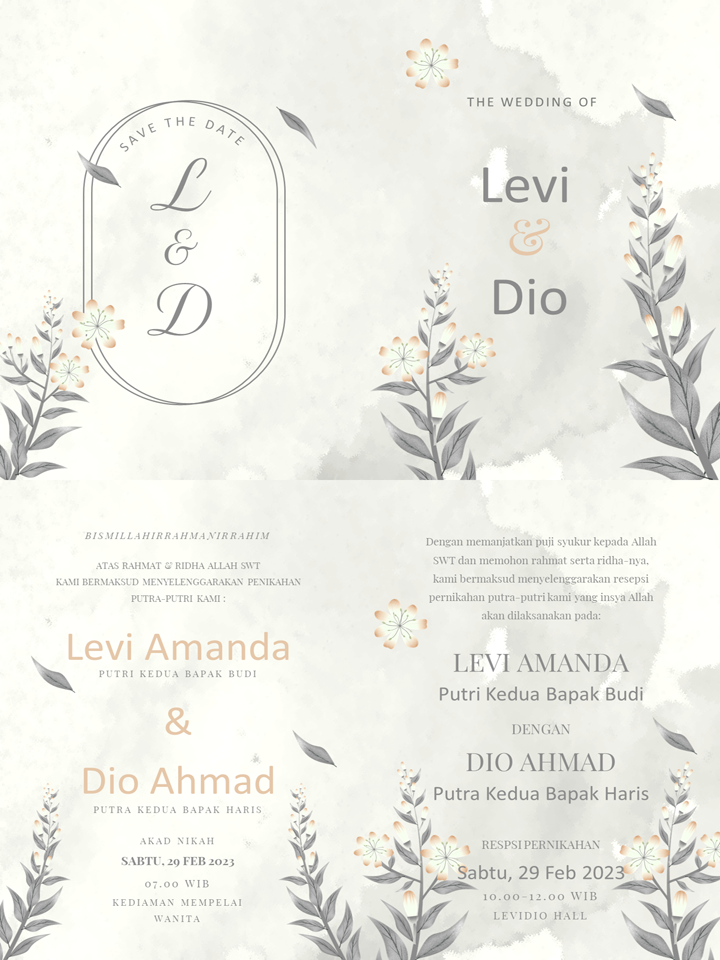 SAVE THE DATE
L
&
D
THE WEDDING OF
Levi
&
Dio
BISMILLAHIRRAHMANIRRAHIM
ATAS RAHMAT & RIDHA ALLAH SWT
KAMI BERMAKSUD MENYELENGGARAKAN PENIKAHAN
PUTRA-PUTRI KAMI :
Levi Amanda
PUTRI KEDUA BAPAK BUDI
&
Dio Ahmad
PUTRA KEDUA BAPAK HARIS
AKAD NIKAH
SABTU, 29 FEB 2023
07.00 WIB
KEDIAMAN MEMPELAI
WANITA
Dengan memanjatkan puji syukur kepada Allah
SWT dan memohon rahmat serta ridha-nya,
kami bermaksud menyelenggarakan resepsi
pernikahan putra-putri kami yang insya Allah
akan dilaksanakan pada:
LEVI AMANDA
Putri Kedua Bapak Budi
DENGAN
DIO AHMAD
Putra Kedua Bapak Haris
RESPSI PERNIKAHAN
Sabtu, 29 Feb 2023
10.00-12.00 WIB
LEVIDIO HALL